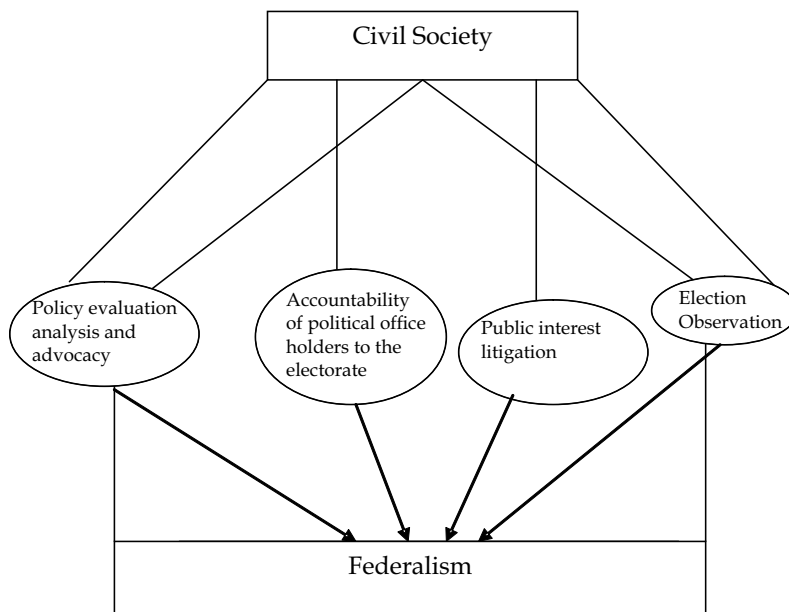 Civil Society
Policy evaluation
analysis and
advocacy
Accountability
of political office
holders to the
electorate
Public interest
litigation
Election
Observation
Federalism